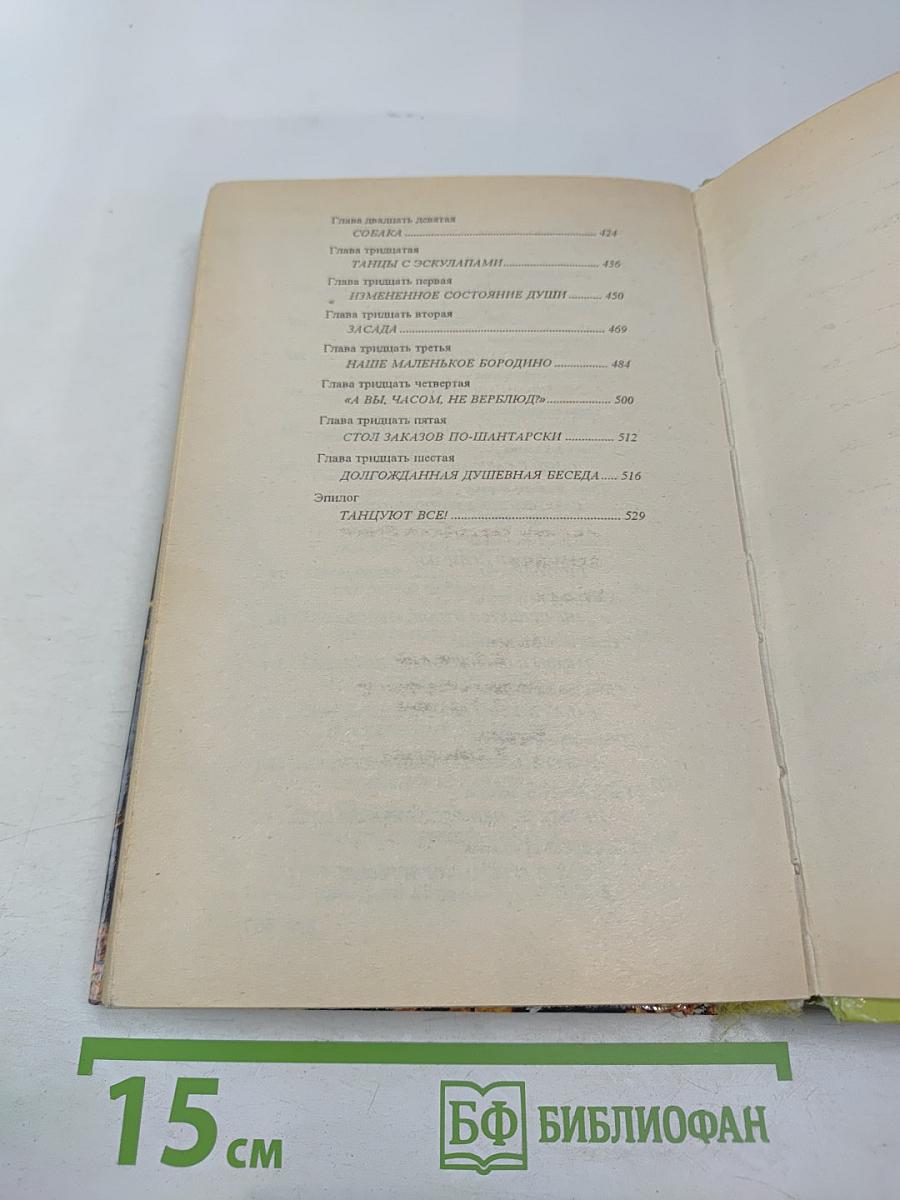 Глава двадцать девятая
СОБАКА ........ 424
Глава тридцатая
ТАНЦЫ С ЭСКУЛАПАМИ ........ 436
Глава тридцать первая
ИЗМЕНЕННОЕ СОСТОЯНИЕ ДУШИ ........ 450
Глава тридцать вторая
ЗАСАДА ........ 469
Глава тридцать третья
НАШЕ МАЛЕНЬКОЕ БОРОДИНО ........ 484
Глава тридцать четвертая
«А ВЫ, ЧАСОМ, НЕ ВЕРБЛЮД?» ........ 500
Глава тридцать пятая
СТОЛ ЗАКАЗОВ ПО-ШАНТАРСКИ ........ 512
Глава тридцать шестая
ДОЛГОЖДАННАЯ ДУШЕВНАЯ БЕСЕДА ..... 516
Эпилог
ТАНЦУЮТ ВСЕ! ........ 529
15 см
БФ БИБЛИОФАН